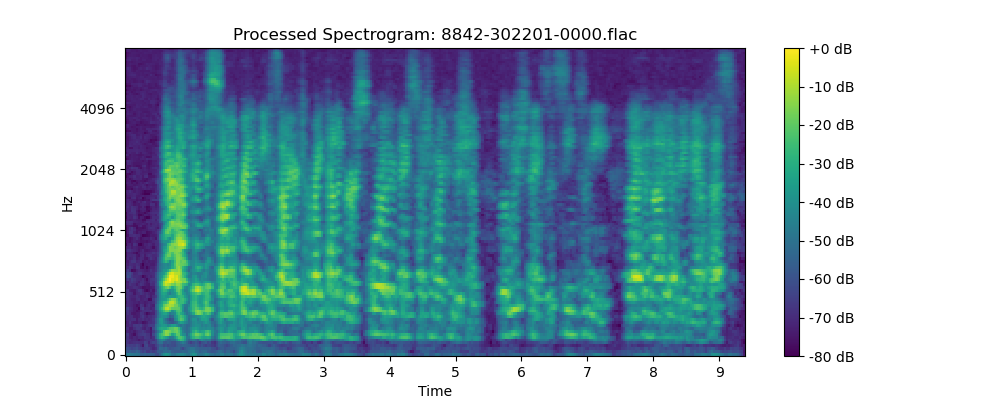 Processed Spectrogram: 8842-302201-0000.flac
+0 dB
-10 dB
-20 dB
-30 dB
-40 dB
-50 dB
-60 dB
-70 dB
-80 dB
Hz
4096
2048
1024
512
0
0 1 2 3 4 5 6 7 8 9
Time